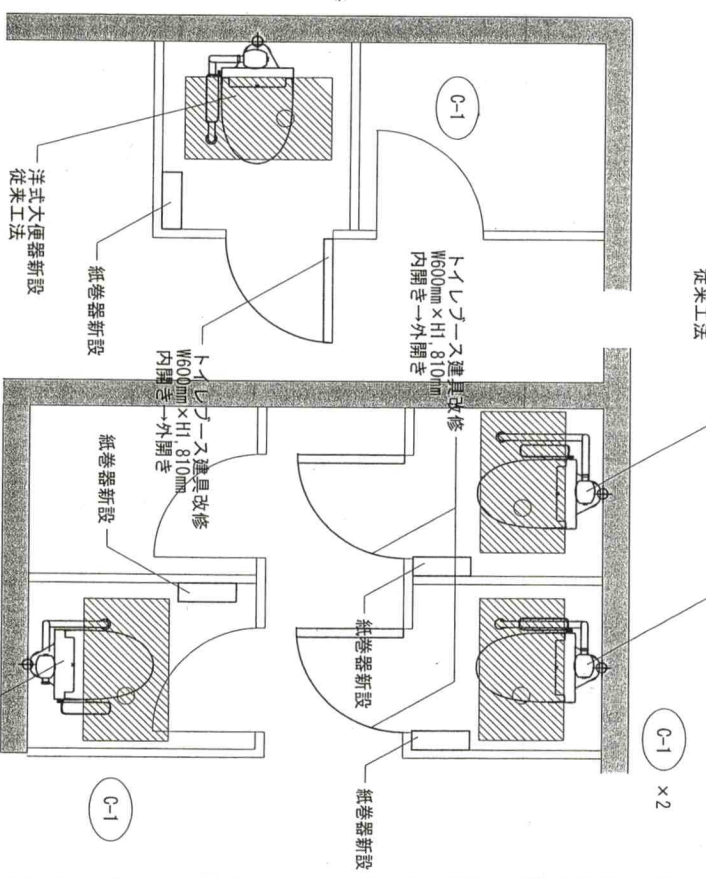 従来工法
C-1
トイレブース建具改修
W600mm×H1,810mm
内開き→外開き
洋式大便器新設
従来工法
紙巻器新設
トイレブース建具改修
W600mm×H1,810mm
内開き→外開き
紙巻器新設
紙巻器新設
紙巻器新設
C-1
×2
C-1